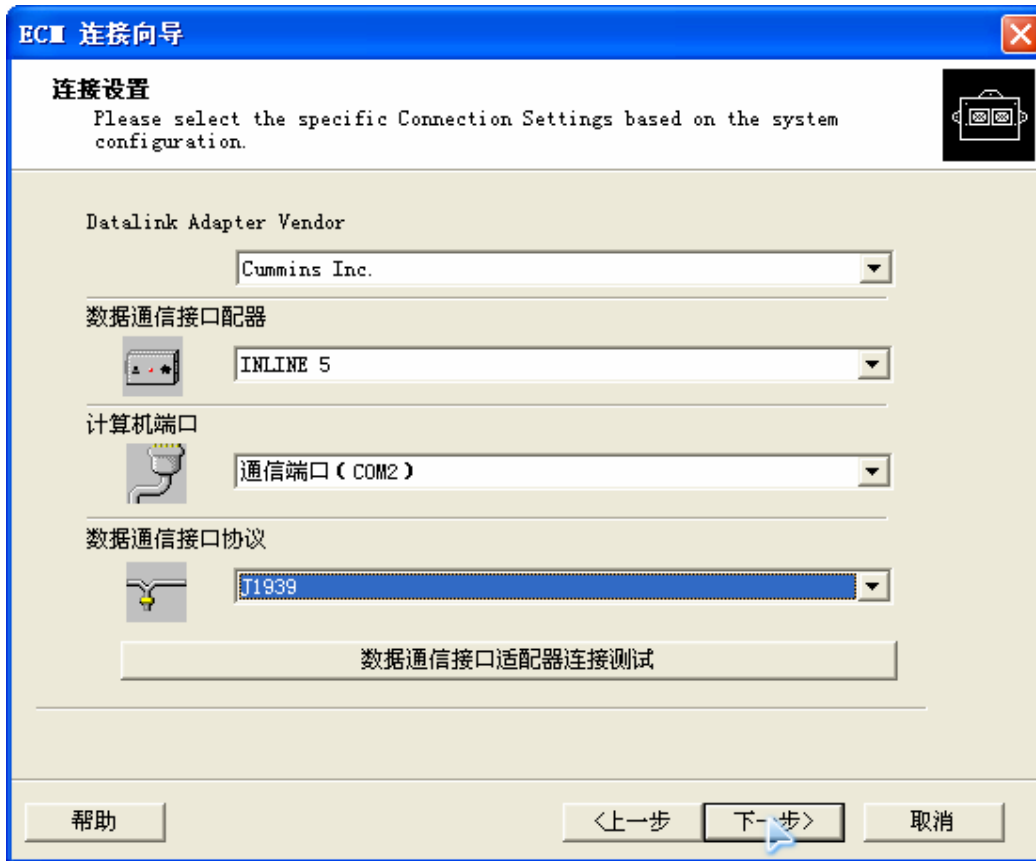 ECM 连接向导
连接设置
Please select the specific Connection Settings based on the system
configuration.
Datalink Adapter Vendor
Cummins Inc.
数据通信接口配器
INLINE 5
计算机端口
通信端口(COM2)
数据通信接口协议
J1939
数据通信接口适配器连接测试
帮助
<上一步
下一步>
取消